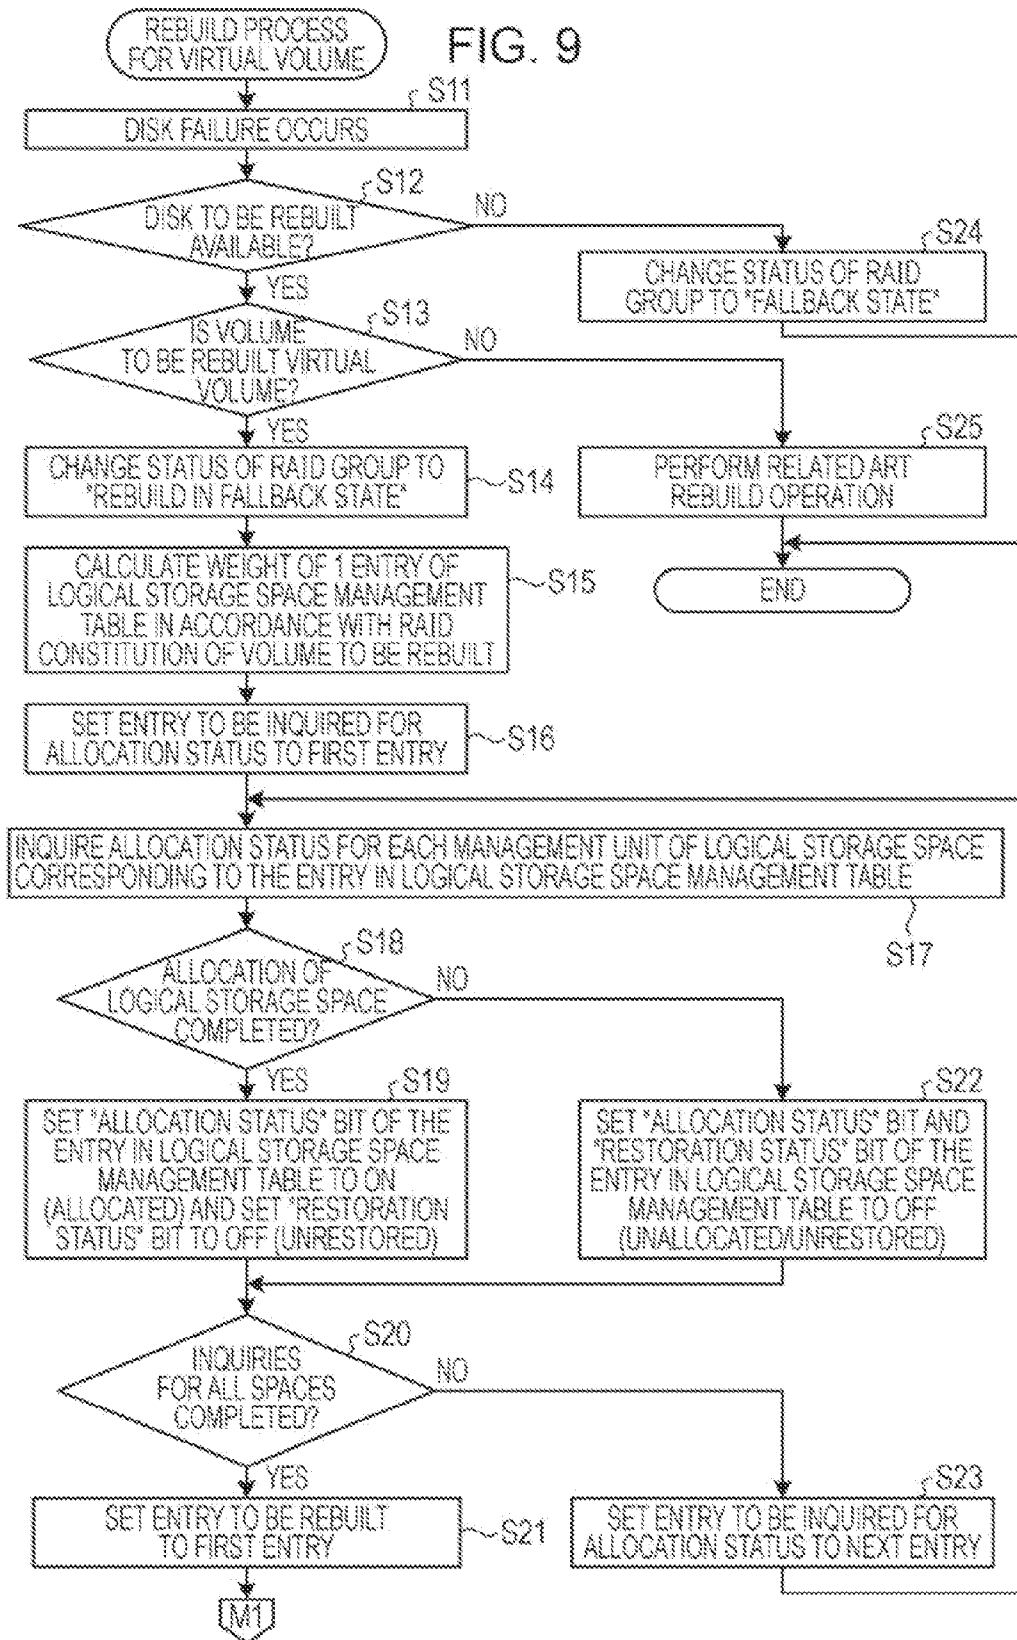 REBUILD PROCESS
FOR VIRTUAL VOLUME
FIG. 9
S11
DISK FAILURE OCCURS
S12
DISK TO BE REBUILT
AVAILABLE?
NO
YES
S24
CHANGE STATUS OF RAID
GROUP TO "FALLBACK STATE"
S13
IS VOLUME
TO BE REBUILT VIRTUAL
VOLUME?
NO
YES
CHANGE STATUS OF RAID GROUP TO
"REBUILD IN FALLBACK STATE"
S14
S25
PERFORM RELATED ART
REBUILD OPERATION
END
CALCULATE WEIGHT OF 1 ENTRY OF
LOGICAL STORAGE SPACE MANAGEMENT
TABLE IN ACCORDANCE WITH RAID
CONSTITUTION OF VOLUME TO BE REBUILT
S15
SET ENTRY TO BE INQUIRED FOR
ALLOCATION STATUS TO FIRST ENTRY
S16
INQUIRE ALLOCATION STATUS FOR EACH MANAGEMENT UNIT OF LOGICAL STORAGE SPACE
CORRESPONDING TO THE ENTRY IN LOGICAL STORAGE SPACE MANAGEMENT TABLE
S17
S18
ALLOCATION OF
LOGICAL STORAGE SPACE
COMPLETED?
NO
YES
S19
SET "ALLOCATION STATUS" BIT OF THE
ENTRY IN LOGICAL STORAGE SPACE
MANAGEMENT TABLE TO ON
(ALLOCATED) AND SET "RESTORATION
STATUS" BIT TO OFF (UNRESTORED)
S22
SET "ALLOCATION STATUS" BIT AND
"RESTORATION STATUS" BIT OF THE
ENTRY IN LOGICAL STORAGE SPACE
MANAGEMENT TABLE TO OFF
(UNALLOCATED/UNRESTORED)
S20
INQUIRIES
FOR ALL SPACES
COMPLETED?
NO
YES
SET ENTRY TO BE REBUILT
TO FIRST ENTRY
S21
S23
SET ENTRY TO BE INQUIRED FOR
ALLOCATION STATUS TO NEXT ENTRY
M1